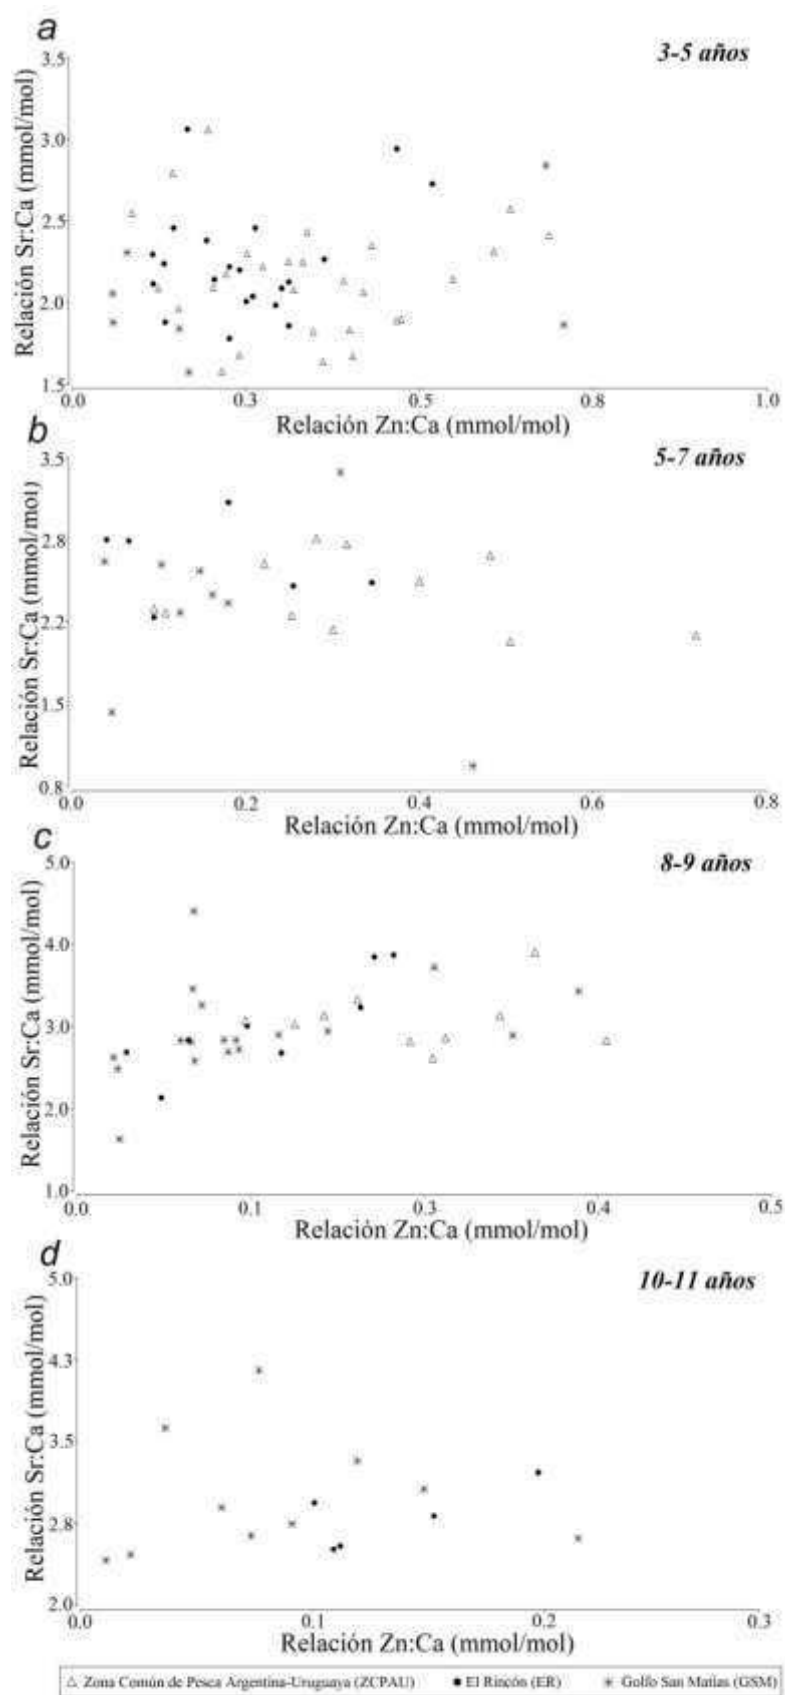 a
3-5 años
Relación Sr:Ca (mmol/mol)
3.5
3.0
2.5
2.0
1.5
0.0 0.3 0.5 0.8 1.0
Relación Zn:Ca (mmol/mol)
b
5-7 años
Relación Sr:Ca (mmol/mol)
3.5
2.8
2.2
1.5
0.8
0.0 0.2 0.4 0.6 0.8
Relación Zn:Ca (mmol/mol)
c
8-9 años
Relación Sr:Ca (mmol/mol)
5.0
4.0
3.0
2.0
1.0
0.0 0.1 0.3 0.4 0.5
Relación Zn:Ca (mmol/mol)
d
10-11 años
Relación Sr:Ca (mmol/mol)
5.0
4.3
3.5
2.8
2.0
0.0 0.1 0.2 0.3
Relación Zn:Ca (mmol/mol)
Zona Común de Pesca Argentina-Uruguaya (ZCPAU) El Rincón (ER) Golfo San Matías (GSM)